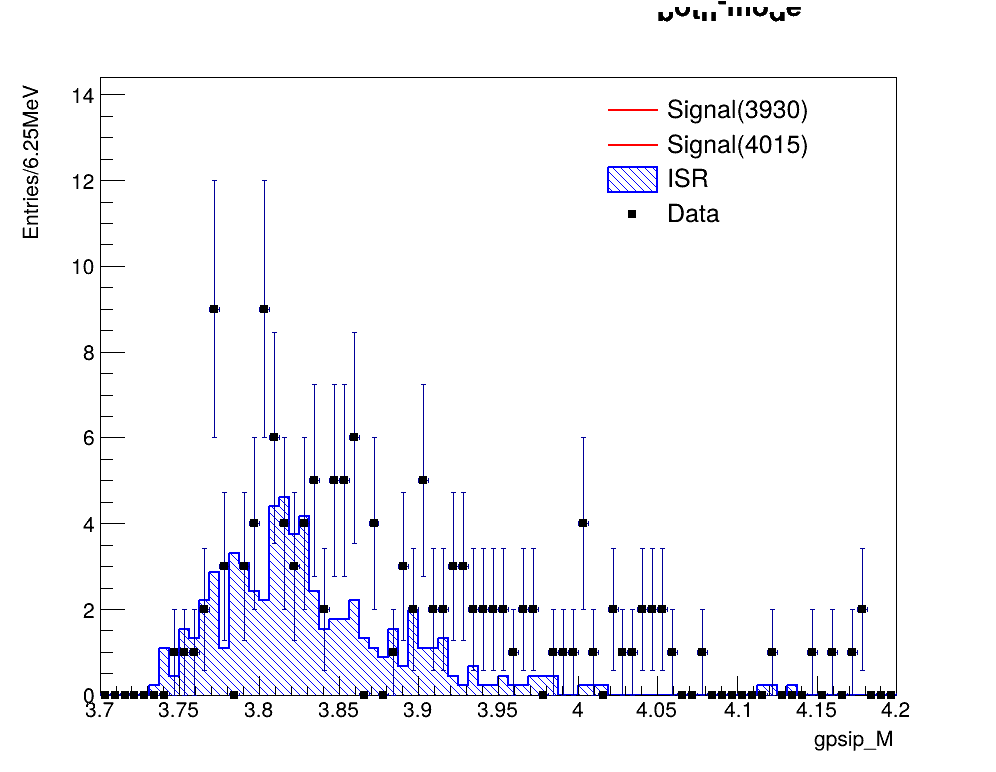 both-mode
Entries/6.25MeV
14
12
10
8
6
4
2
0
Signal(3930)
Signal(4015)
ISR
Data
3.7 3.75 3.8 3.85 3.9 3.95 4 4.05 4.1 4.15 4.2
gpsip_M